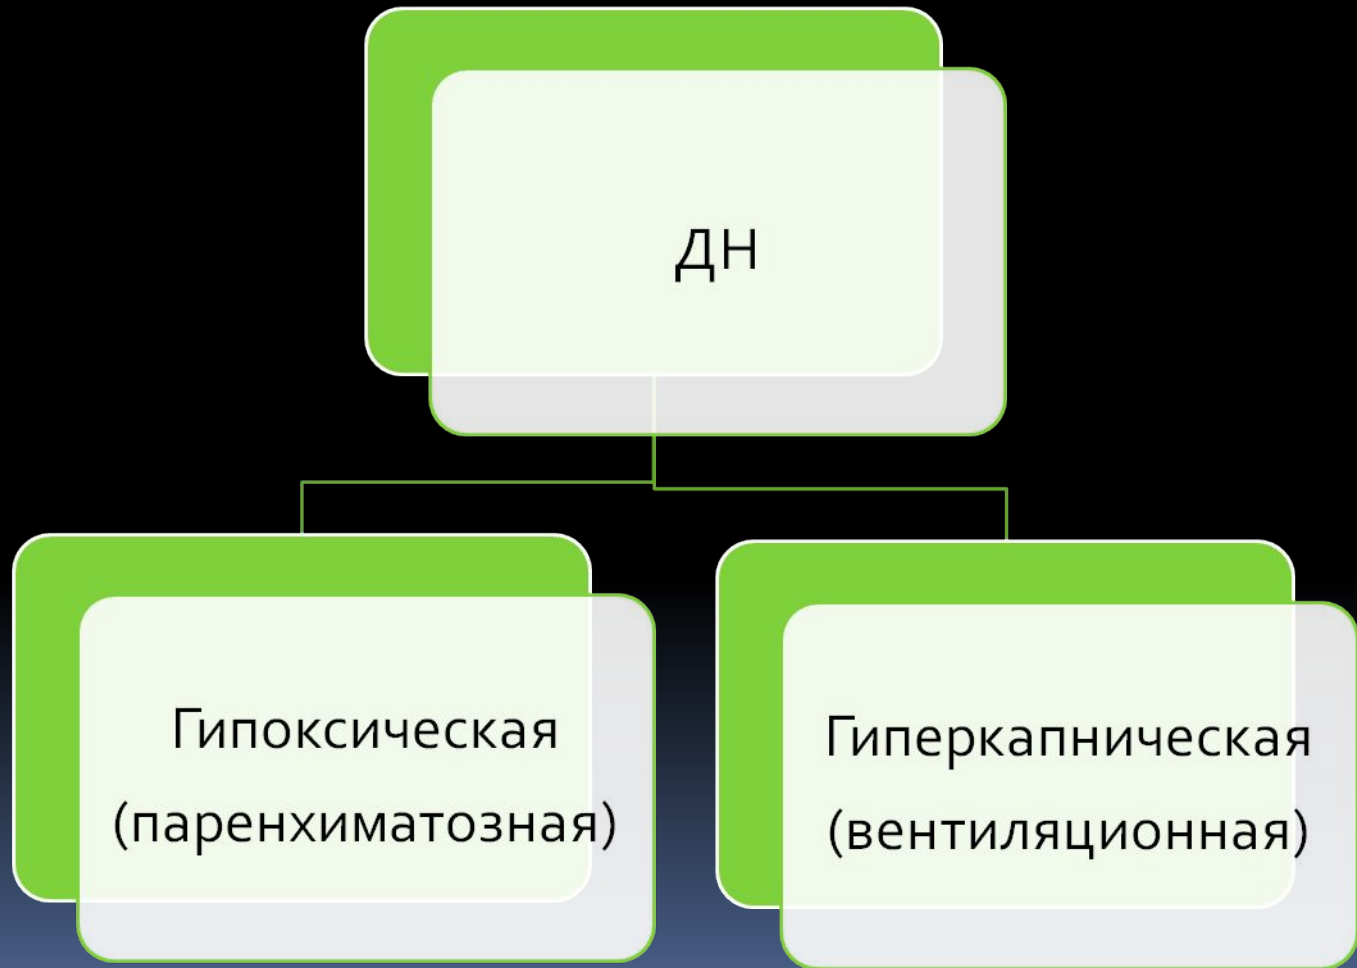 ДН
Гипоксическая
(паренхиматозная)
Гиперкапническая
(вентиляционная)